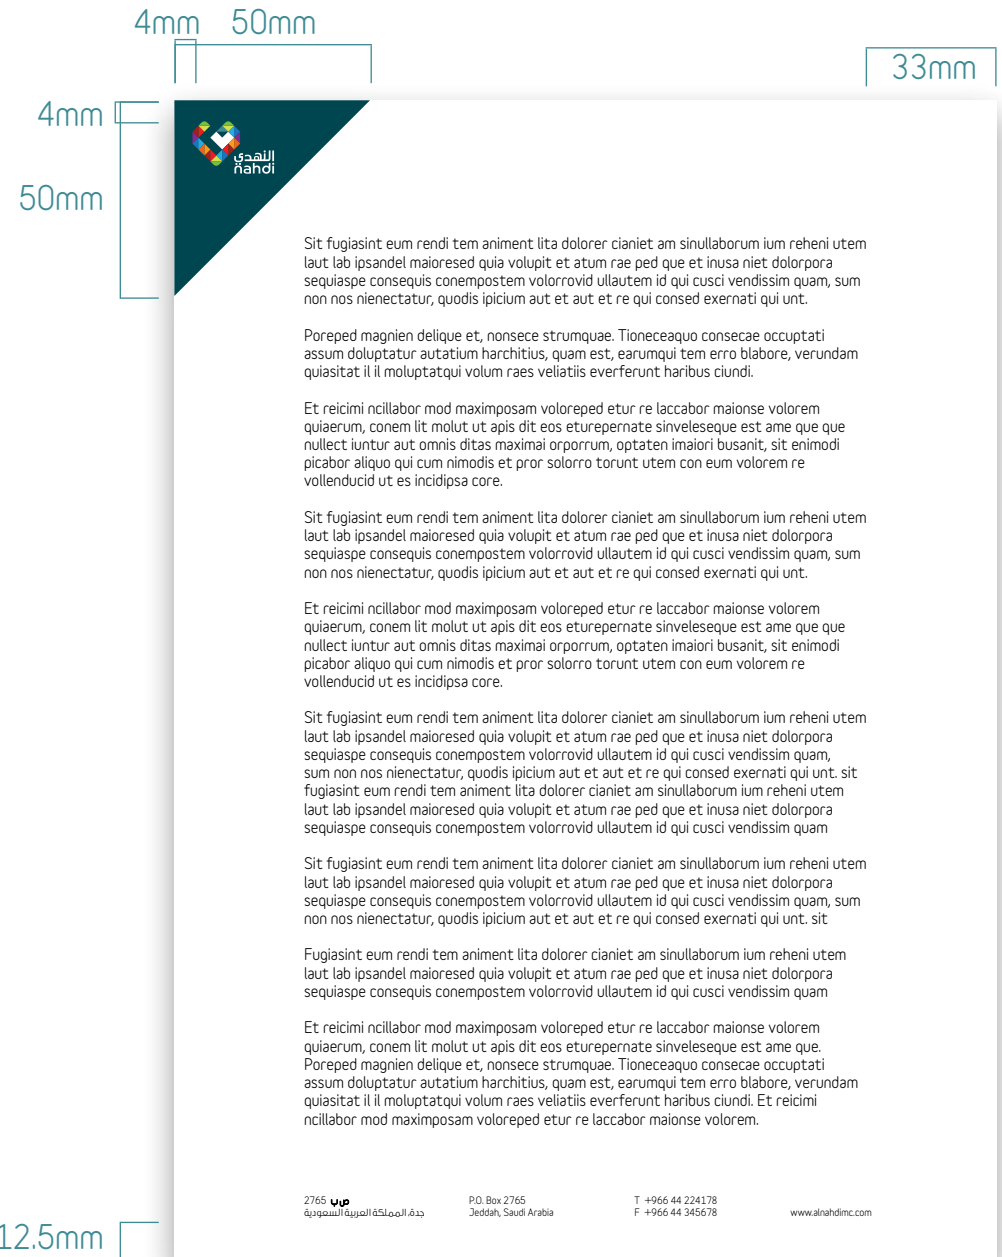 4mm 50mm
33mm
4mm
50mm
النهدي
nahdi
Sit fugiasint eum rendi tem animent lita dolorer cianiet am sinullaborum ium reheni utem
laut lab ipsandel maioresed quia volupit et atum rae ped que et inusa niet dolorpora
sequiaspe consequis conempostem volorrovid ullautem id qui cusci vendissim quam, sum
non nos nienectatur, quodis ipicium aut et aut et re qui consed exernati qui unt.
Poreped magnien delique et, nonsece strumquae. Tioneceaquo consecae occuptati
assum doluptatur autatium harchitius, quam est, earumqui tem erro blabore, verundam
quiasitat il il moluptatqui volum raes veliatiis everferunt haribus ciundi.
Et reicimi ncillabor mod maximposam voloreped etur re laccabor maionse volorem
quiaerum, conem lit molut ut apis dit eos eturepernate sinveleseque est ame que que
nullect iuntur aut omnis ditas maximai orporrum, optaten imaiori busanit, sit enimodi
picabor aliquo qui cum nimodis et pror solorro torunt utem con eum volorem re
vollenducid ut es incidipsa core.
Sit fugiasint eum rendi tem animent lita dolorer cianiet am sinullaborum ium reheni utem
laut lab ipsandel maioresed quia volupit et atum rae ped que et inusa niet dolorpora
sequiaspe consequis conempostem volorrovid ullautem id qui cusci vendissim quam, sum
non nos nienectatur, quodis ipicium aut et aut et re qui consed exernati qui unt.
Et reicimi ncillabor mod maximposam voloreped etur re laccabor maionse volorem
quiaerum, conem lit molut ut apis dit eos eturepernate sinveleseque est ame que que
nullect iuntur aut omnis ditas maximai orporrum, optaten imaiori busanit, sit enimodi
picabor aliquo qui cum nimodis et pror solorro torunt utem con eum volorem re
vollenducid ut es incidipsa core.
Sit fugiasint eum rendi tem animent lita dolorer cianiet am sinullaborum ium reheni utem
laut lab ipsandel maioresed quia volupit et atum rae ped que et inusa niet dolorpora
sequiaspe consequis conempostem volorrovid ullautem id qui cusci vendissim quam,
sum non nos nienectatur, quodis ipicium aut et aut et re qui consed exernati qui unt. sit
fugiasint eum rendi tem animent lita dolorer cianiet am sinullaborum ium reheni utem
laut lab ipsandel maioresed quia volupit et atum rae ped que et inusa niet dolorpora
sequiaspe consequis conempostem volorrovid ullautem id qui cusci vendissim quam
Sit fugiasint eum rendi tem animent lita dolorer cianiet am sinullaborum ium reheni utem
laut lab ipsandel maioresed quia volupit et atum rae ped que et inusa niet dolorpora
sequiaspe consequis conempostem volorrovid ullautem id qui cusci vendissim quam, sum
non nos nienectatur, quodis ipicium aut et aut et re qui consed exernati qui unt. sit
Fugiasint eum rendi tem animent lita dolorer cianiet am sinullaborum ium reheni utem
laut lab ipsandel maioresed quia volupit et atum rae ped que et inusa niet dolorpora
sequiaspe consequis conempostem volorrovid ullautem id qui cusci vendissim quam
Et reicimi ncillabor mod maximposam voloreped etur re laccabor maionse volorem
quiaerum, conem lit molut ut apis dit eos eturepernate sinveleseque est ame que.
Poreped magnien delique et, nonsece strumquae. Tioneceaquo consecae occuptati
assum doluptatur autatium harchitius, quam est, earumqui tem erro blabore, verundam
quiasitat il il moluptatqui volum raes veliatiis everferunt haribus ciundi. Et reicimi
ncillabor mod maximposam voloreped etur re laccabor maionse volorem.
ص ب 2765
جدة، المملكة العربية السعودية
P.O. Box 2765
Jeddah, Saudi Arabia
T +966 44 224178
F +966 44 345678
www.alnahdimc.com
12.5mm